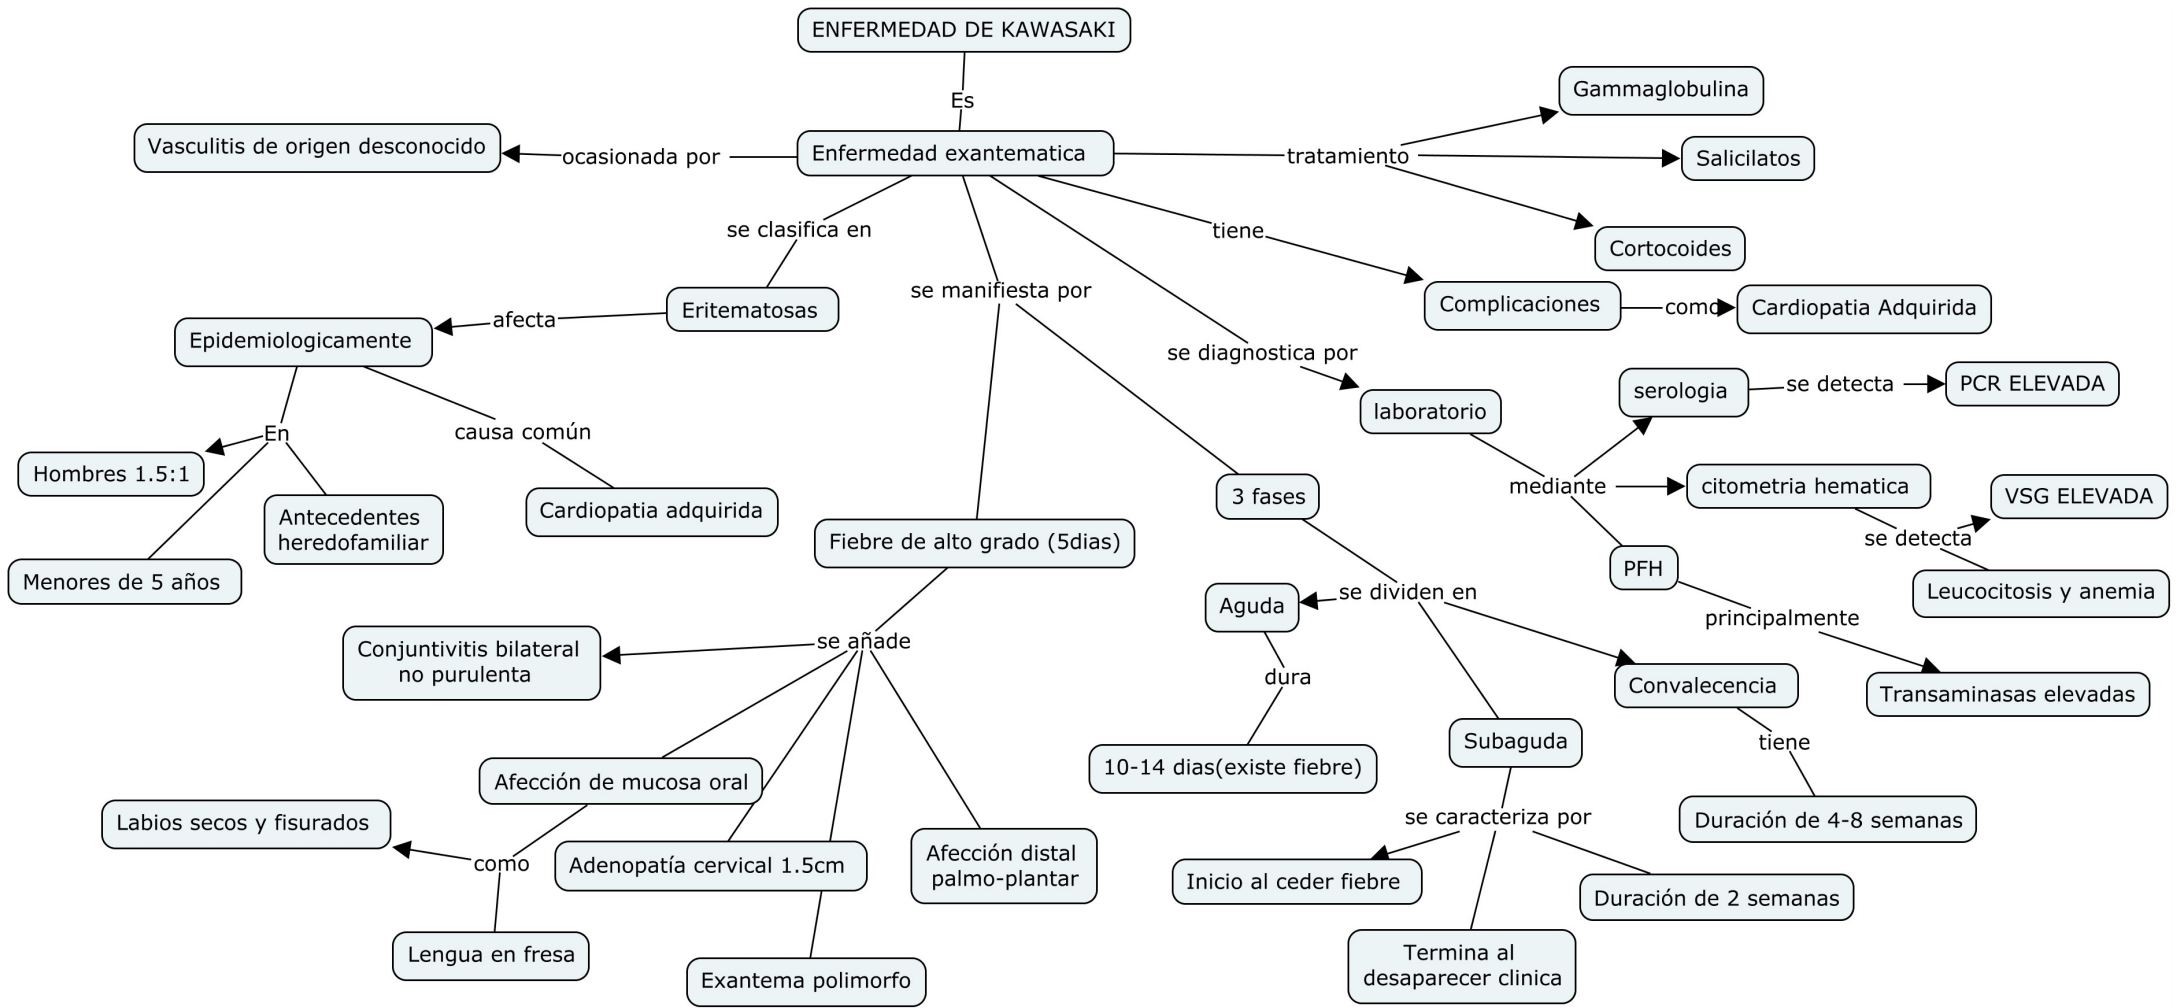 ENFERMEDAD DE KAWASAKI
Es
Enfermedad exantematica
ocasionada por
Vasculitis de origen desconocido
tratamiento
Gammaglobulina
Salicilatos
Cortocoides
se clasifica en
Eritematosas
afecta
Epidemiologicamente
En
Hombres 1.5:1
Menores de 5 años
Antecedentes
heredofamiliar
causa común
Cardiopatia adquirida
se manifiesta por
Fiebre de alto grado (5dias)
se añade
Conjuntivitis bilateral
no purulenta
Afección de mucosa oral
como
Labios secos y fisurados
Lengua en fresa
Adenopatía cervical 1.5cm
Exantema polimorfo
Afección distal
palmo-plantar
3 fases
se dividen en
Aguda
dura
10-14 dias(existe fiebre)
Subaguda
se caracteriza por
Inicio al ceder fiebre
Termina al
desaparecer clinica
Duración de 2 semanas
Convalecencia
tiene
Duración de 4-8 semanas
tiene
Complicaciones
como
Cardiopatia Adquirida
se diagnostica por
laboratorio
mediante
serologia
se detecta
PCR ELEVADA
citometria hematica
se detecta
VSG ELEVADA
Leucocitosis y anemia
PFH
principalmente
Transaminasas elevadas